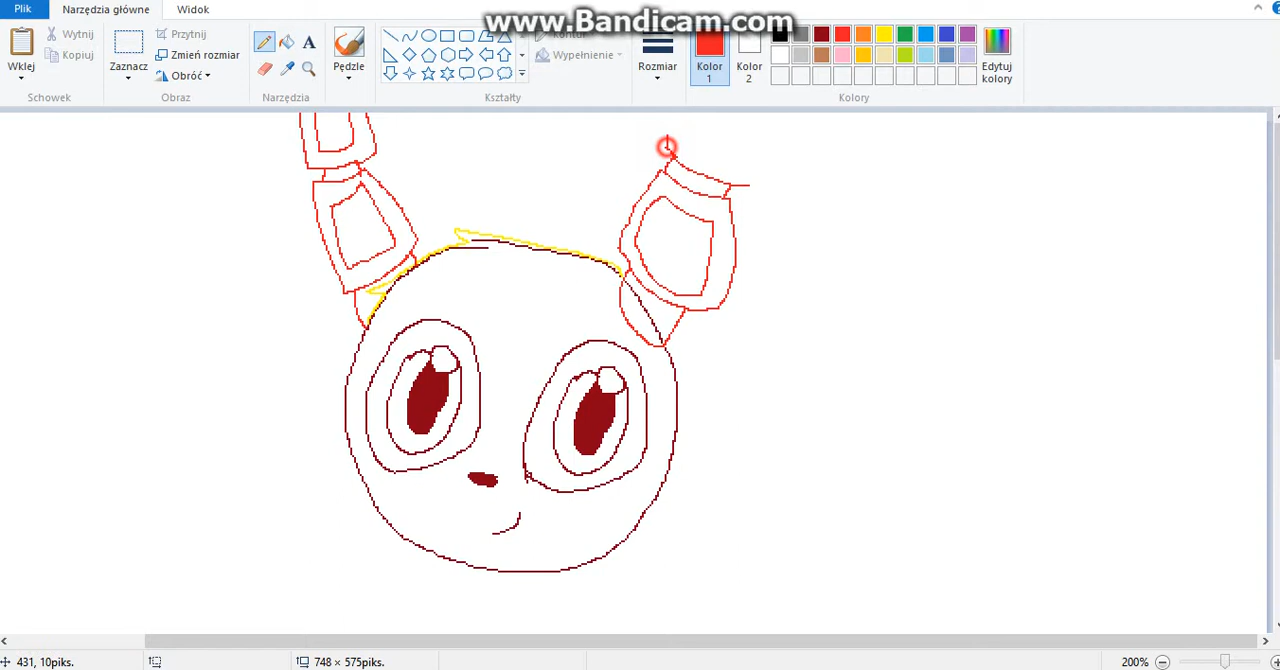 www.Bandicam.com
Plik Narzędzia główne Widok
Wklej
Wytnij
Kopiuj
Schowek
Zaznacz
Przytnij
Zmień rozmiar
Obróć
Obraz
A
Narzędzia
Pędzle
Kontur
Wypełnienie
Kształty
Rozmiar
Kolor
1
Kolor
2
Edytuj
kolory
Kolory
431, 10piks. 748 × 575piks. 200%